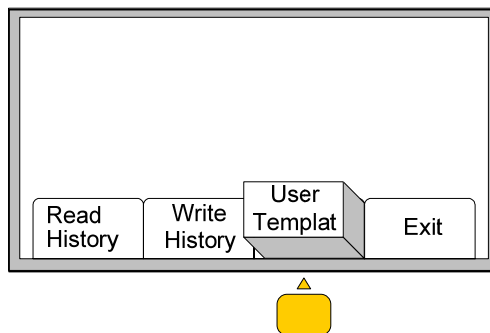 Read
History
Write
History
User
Templat
Exit